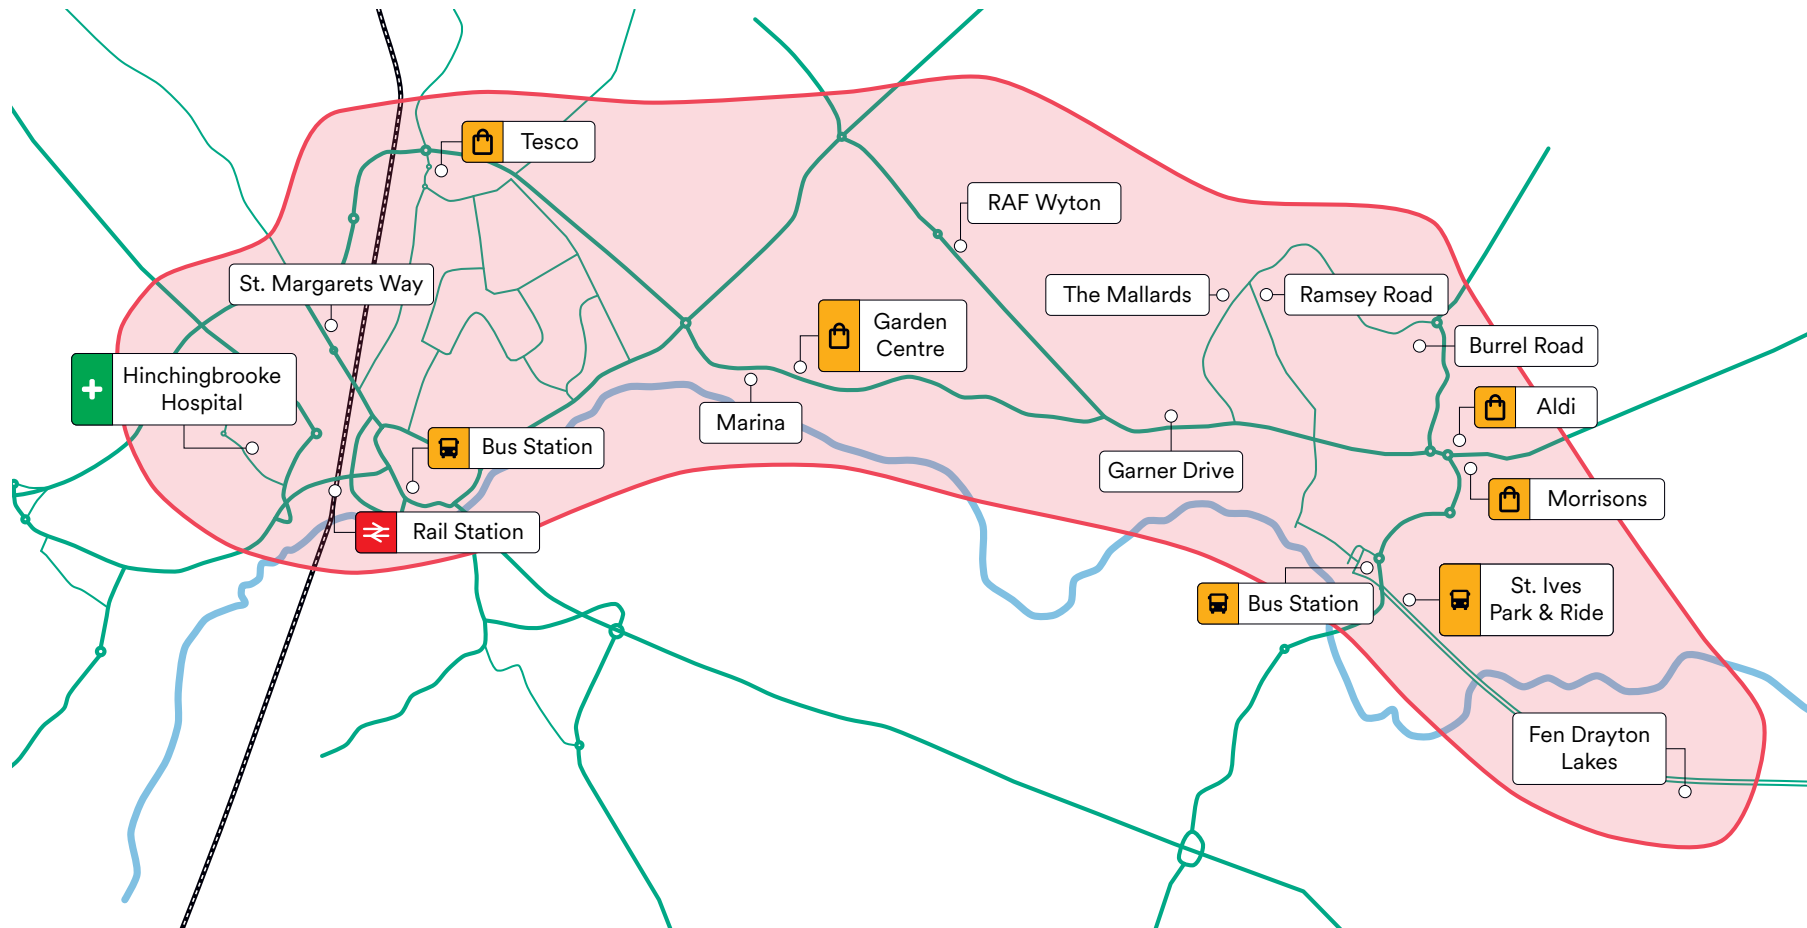 Tesco
RAF Wyton
St. Margarets Way
The Mallards
Ramsey Road
Garden
Centre
Burrel Road
Hinchingbrooke
Hospital
Marina
Aldi
Bus Station
Garner Drive
Morrisons
Rail Station
Bus Station
St. Ives
Park & Ride
Fen Drayton
Lakes